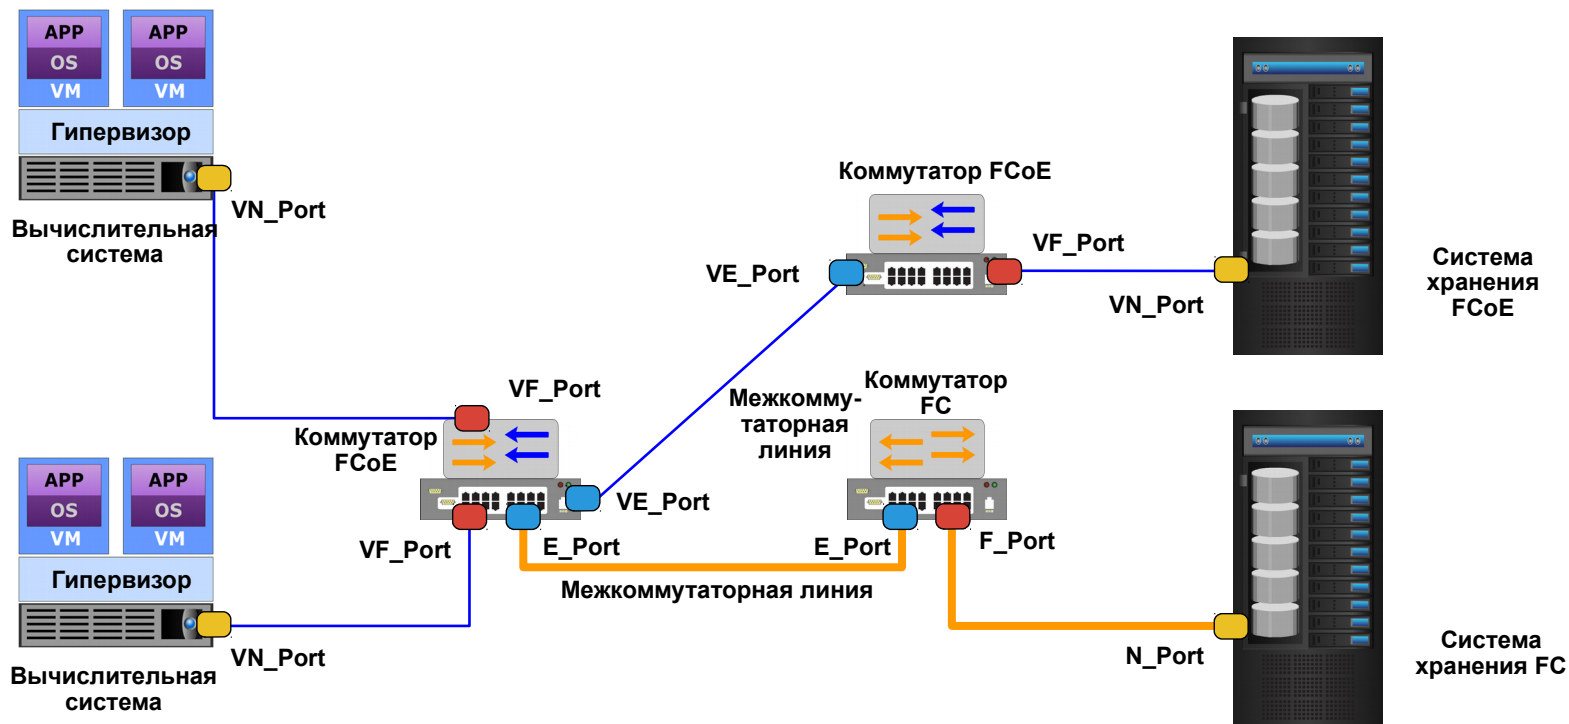 APP
OS
VM
APP
OS
VM
Гипервизор
VN_Port
Вычислительная
система
Коммутатор FCoE
VE_Port
VF_Port
VN_Port
Система
хранения
FCoE
VF_Port
Коммутатор
FCoE
VE_Port
VF_Port
E_Port
Межкомму-
таторная
линия
Коммутатор
FC
E_Port
F_Port
Межкоммутаторная линия
APP
OS
VM
APP
OS
VM
Гипервизор
VN_Port
Вычислительная
система
N_Port
Система
хранения FC